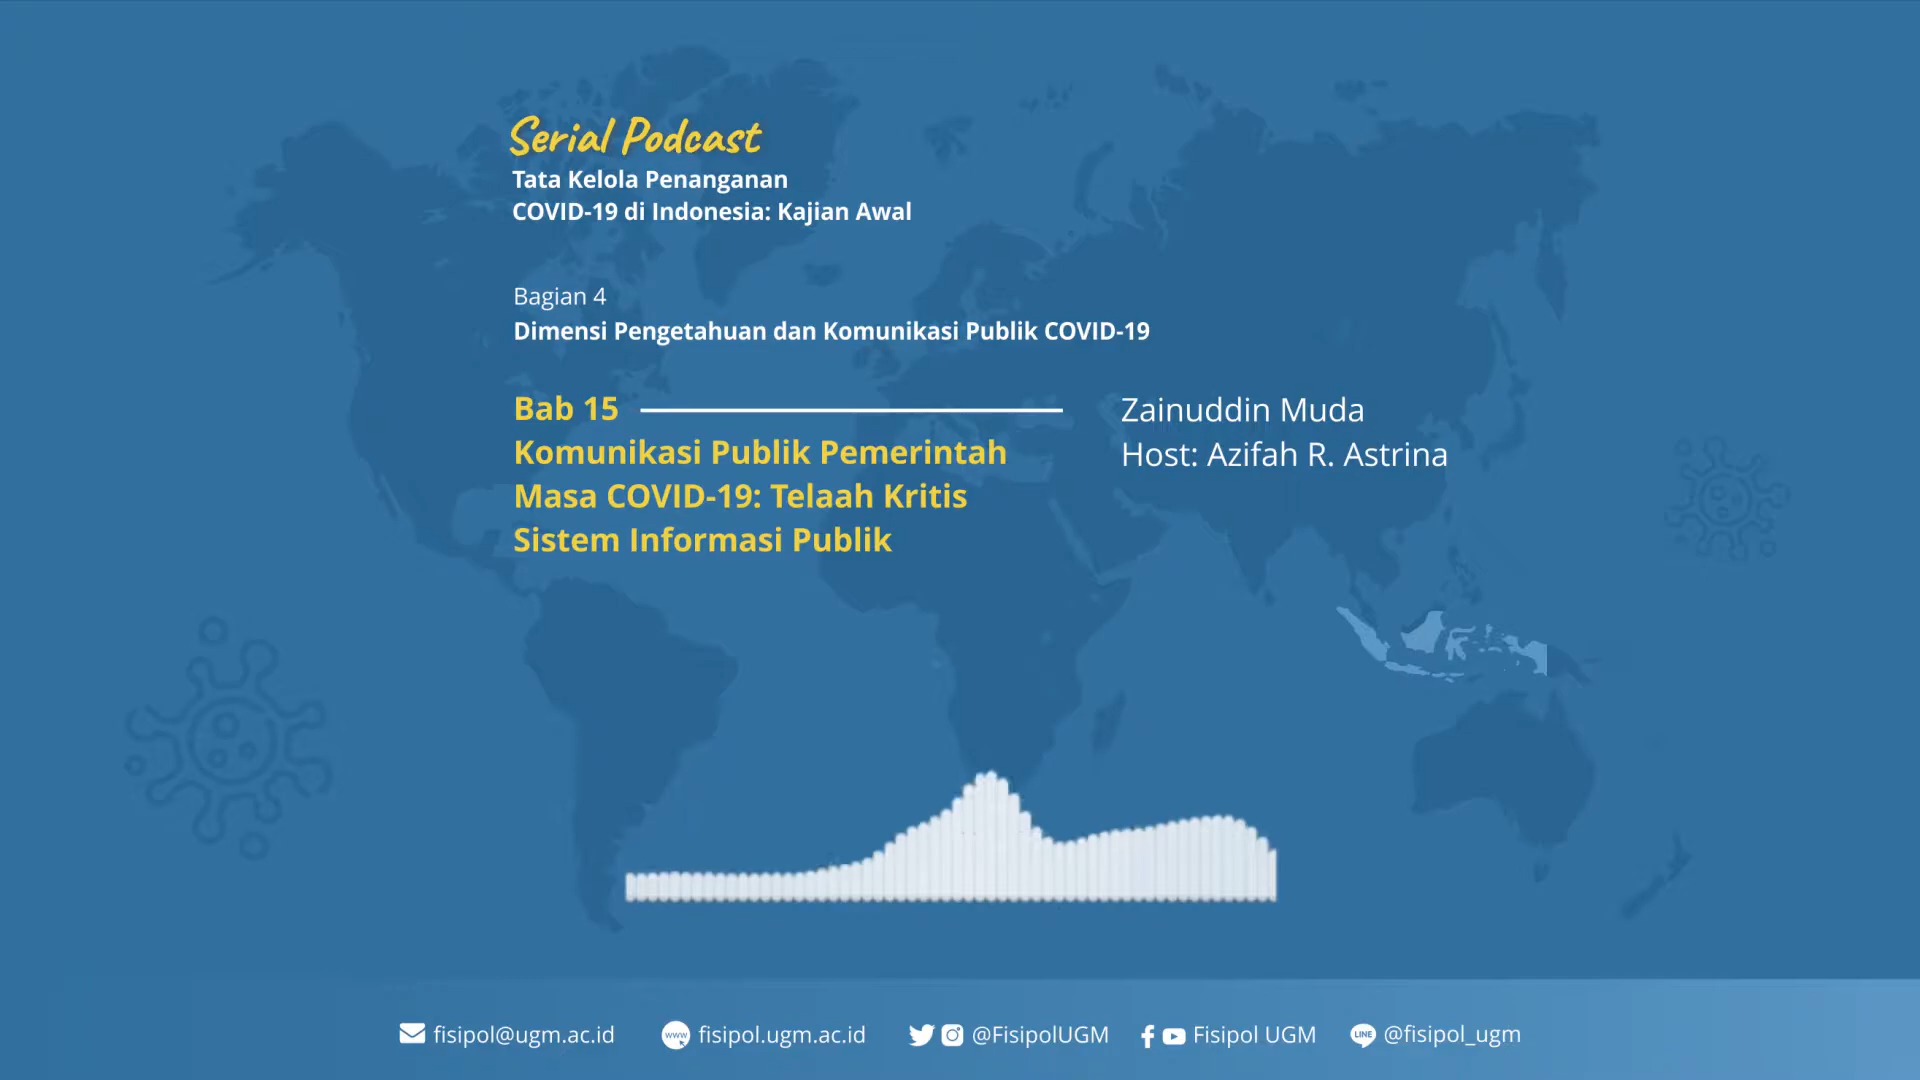 Serial Podcast
Tata Kelola Penanganan
COVID-19 di Indonesia: Kajian Awal
Bagian 4
Dimensi Pengetahuan dan Komunikasi Publik COVID-19
Bab 15
Komunikasi Publik Pemerintah
Masa COVID-19: Telaah Kritis
Sistem Informasi Publik
Zainuddin Muda
Host: Azifah R. Astrina
fisipol@ugm.ac.id
www
fisipol.ugm.ac.id
@FisipolUGM
Fisipol UGM
LINE
@fisipol_ugm